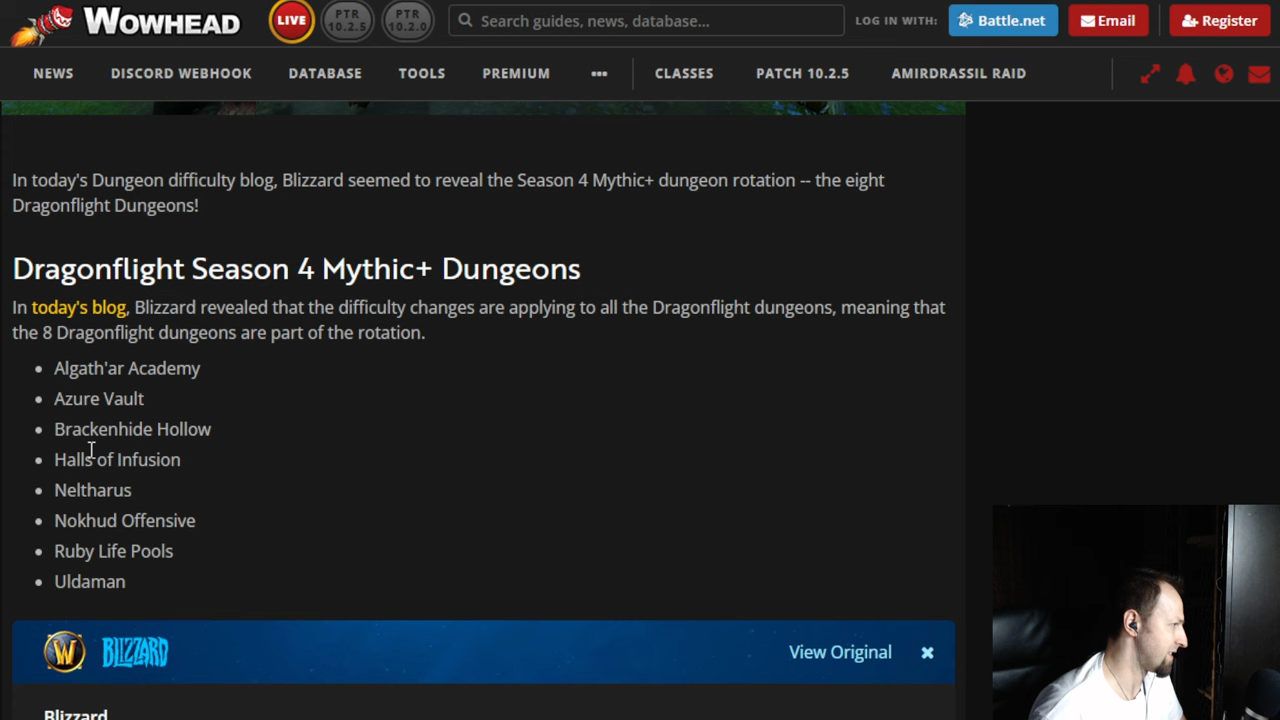 WOWHEAD
LIVE
PTR
10.2.5
PTR
10.2.0
Search guides, news, database...
LOG IN WITH:
Battle.net
Email
Register
NEWS
DISCORD WEBHOOK
DATABASE
TOOLS
PREMIUM
•••
CLASSES
PATCH 10.2.5
AMIRDRASSIL RAID
In today's Dungeon difficulty blog, Blizzard seemed to reveal the Season 4 Mythic+ dungeon rotation -- the eight
Dragonflight Dungeons!
Dragonflight Season 4 Mythic+ Dungeons
In today's blog, Blizzard revealed that the difficulty changes are applying to all the Dragonflight dungeons, meaning that
the 8 Dragonflight dungeons are part of the rotation.
• Algath'ar Academy
• Azure Vault
• Brackenhide Hollow
• Halls of Infusion
• Neltharus
• Nokhud Offensive
• Ruby Life Pools
• Uldaman
W
BLIZZARD
View Original
Blizzard